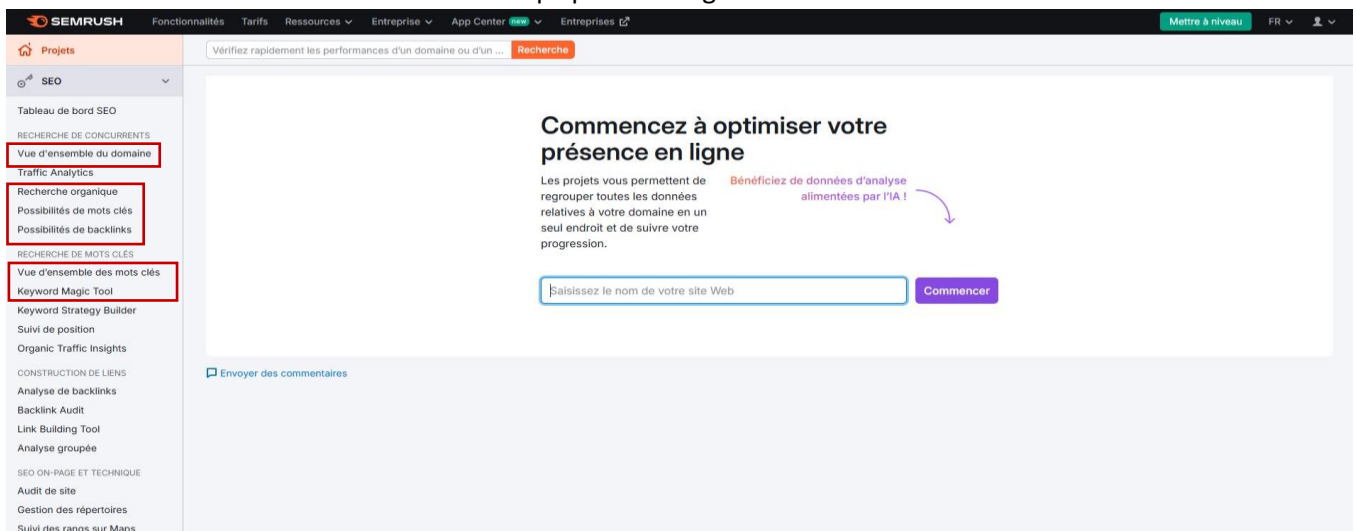 SEMRUSH Fonctionnalités Tarifs Ressources Entreprise App Center new Entreprises Mettre à niveau FR
Projets
Vérifiez rapidement les performances d'un domaine ou d'un ... Recherche
SEO
Tableau de bord SEO
RECHERCHE DE CONCURRENTS
Vue d'ensemble du domaine
Traffic Analytics
Recherche organique
Possibilités de mots clés
Possibilités de backlinks
RECHERCHE DE MOTS CLÉS
Vue d'ensemble des mots clés
Keyword Magic Tool
Keyword Strategy Builder
Suivi de position
Organic Traffic Insights
CONSTRUCTION DE LIENS
Analyse de backlinks
Backlink Audit
Link Building Tool
Analyse groupée
SEO ON-PAGE ET TECHNIQUE
Audit de site
Gestion des répertoires
Suivi des rangs sur Maps
Commencez à optimiser votre
présence en ligne
Les projets vous permettent de
regrouper toutes les données
relatives à votre domaine en un
seul endroit et de suivre votre
progression.
Bénéficiez de données d'analyse
alimentées par l'IA !
Saisissez le nom de votre site Web
Commencer
Envoyer des commentaires